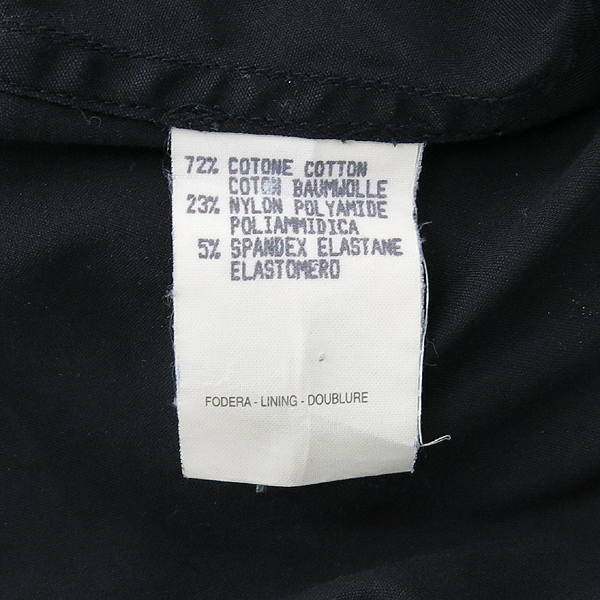 72% COTONE COTTON
COTON BAUMWOLLE
23% NYLON POLYAMIDE
POLIAMMIDICA
5% SPANDEX ELASTANE
ELASTOMERO
FODERA - LINING - DOUBLURE